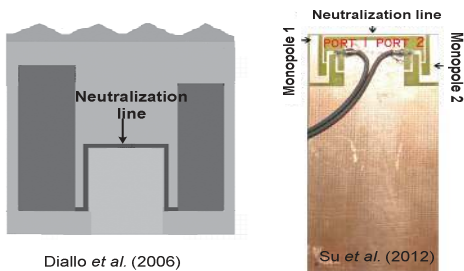 Neutralization
line
Diallo et al. (2006)
Neutralization line
Monopole 1
PORT 1 PORT 2
Monopole 2
Su et al. (2012)